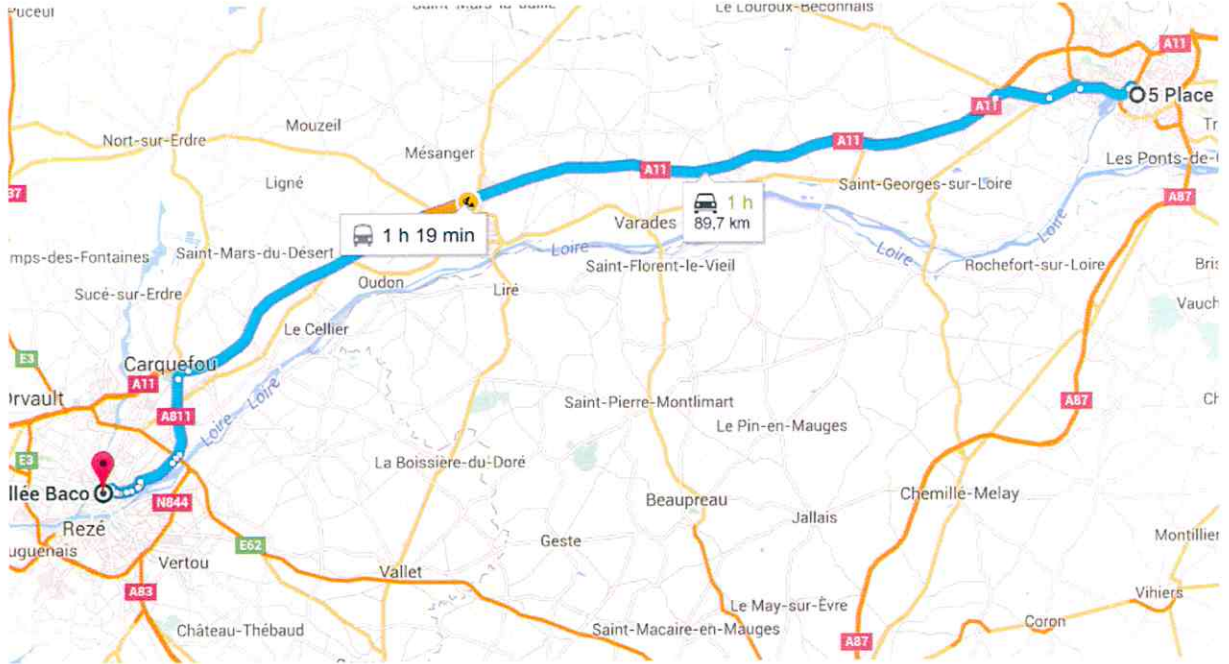 Le Louroux-Béconnais
A11
5 Place
A11
Mouzeil
Nort-sur-Erdre
Mésanger
A11
A11
Les Ponts-de-
Ligné
Saint-Georges-sur-Loire
A87
1 h
89,7 km
Varades
1 h 19 min
Loire
Loire
Loire
Saint-Mars-du-Désert
mps-des-Fontaines
Saint-Florent-le-Vieil
Rochefort-sur-Loire
Bris
Oudon
Liré
Sucé-sur-Erdre
Vauch
Le Cellier
E3
Carquefou
A11
Loire
Orvault
A811
Loire
Saint-Pierre-Montlimart
A87
Ch
Le Pin-en-Mauges
E3
La Boissière-du-Doré
llée Baco
N844
Beaupreau
Chemillé-Melay
Jallais
Rezé
Montillier
Geste
E62
uguenais
Vertou
Vallet
A83
Vihiers
Le May-sur-Èvre
Coron
Château-Thébaud
Saint-Macaire-en-Mauges
A87